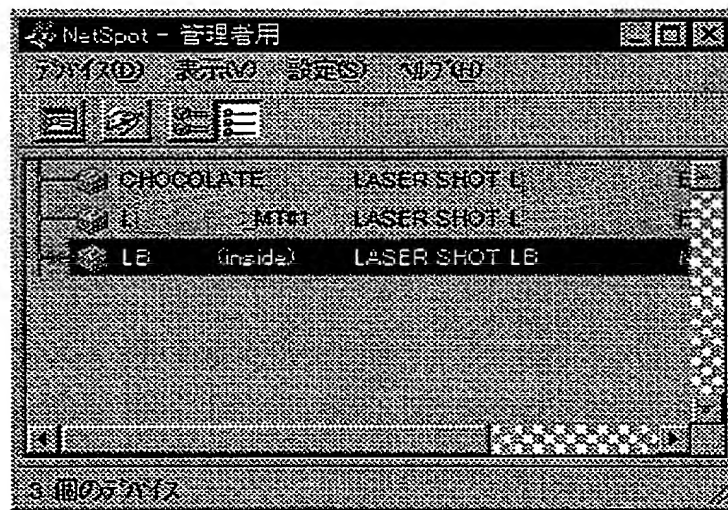 NetSpot - 管理者用
デバイス(D) 表示(V) 設定(S) ヘルプ(H)
CHOCOLATE LASER SHOT L
MT41 LASER SHOT L
LB (inside) LASER SHOT LB
3 個のデバイス